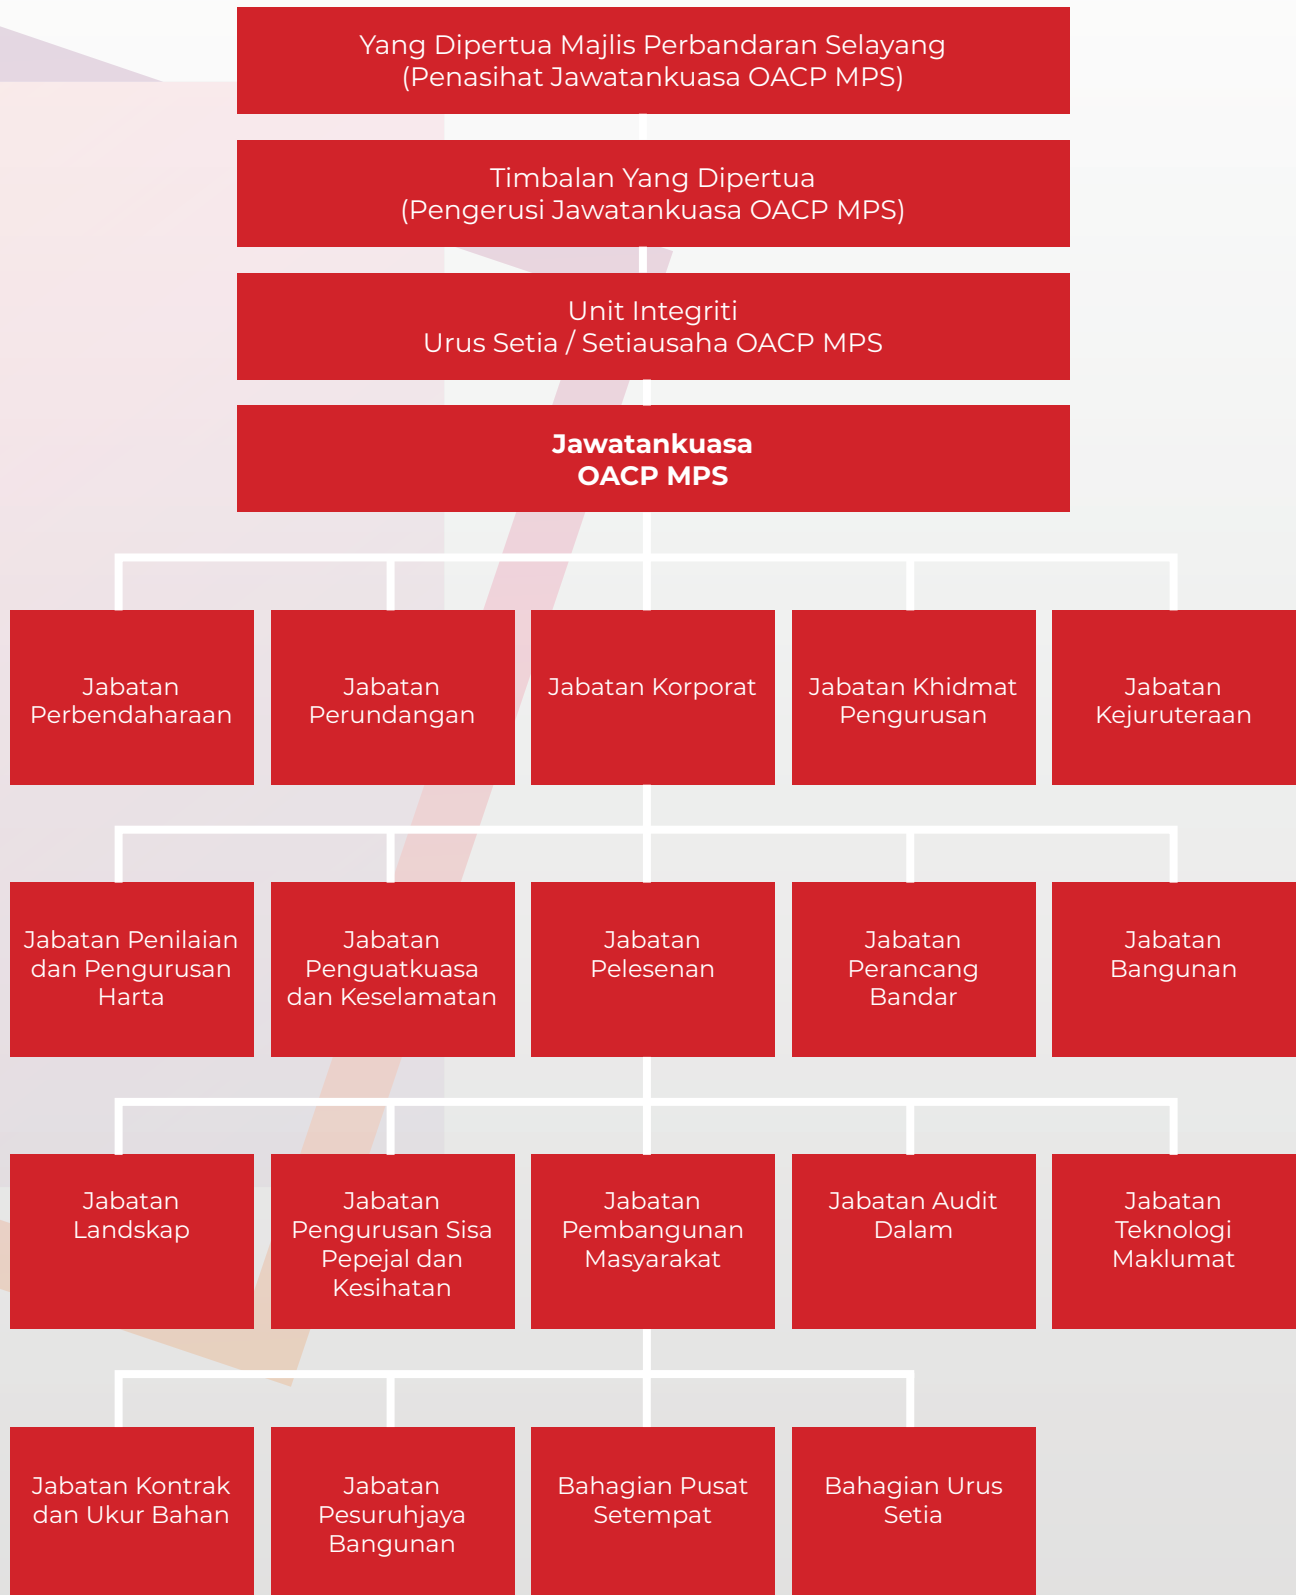 Yang Dipertua Majlis Perbandaran Selayang
(Penasihat Jawatankuasa OACP MPS)
Timbalan Yang Dipertua
(Pengerusi Jawatankuasa OACP MPS)
Unit Integriti
Urus Setia / Setiausaha OACP MPS
Jawatankuasa
OACP MPS
Jabatan
Perbendaharaan
Jabatan
Perundangan
Jabatan Korporat
Jabatan Khidmat
Pengurusan
Jabatan
Kejuruteraan
Jabatan Penilaian
dan Pengurusan
Harta
Jabatan
Penguatkuasa
dan Keselamatan
Jabatan
Pelesenan
Jabatan
Perancang
Bandar
Jabatan
Bangunan
Jabatan
Landskap
Jabatan
Pengurusan Sisa
Pepejal dan
Kesihatan
Jabatan
Pembangunan
Masyarakat
Jabatan Audit
Dalam
Jabatan
Teknologi
Maklumat
Jabatan Kontrak
dan Ukur Bahan
Jabatan
Pesuruhjaya
Bangunan
Bahagian Pusat
Setempat
Bahagian Urus
Setia